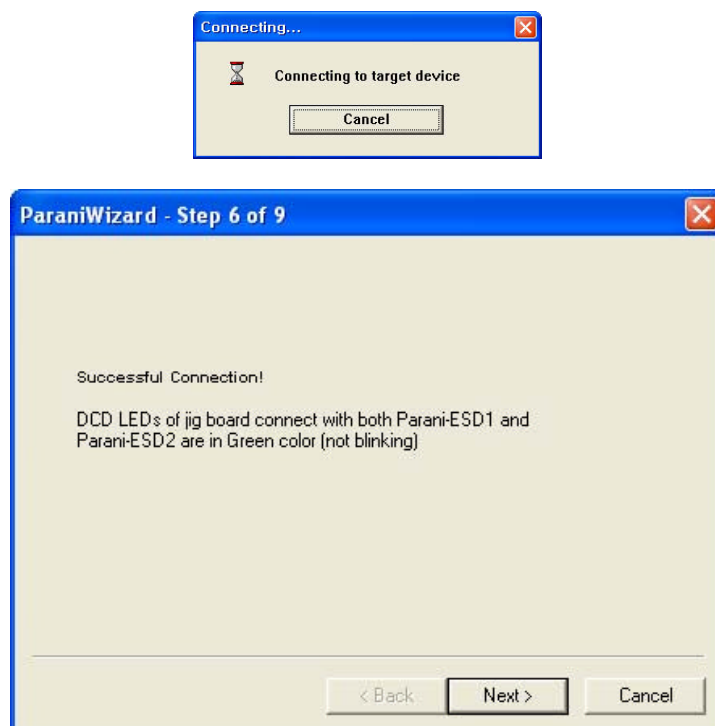 Connecting...
Connecting to target device
Cancel
ParaniWizard - Step 6 of 9
Successful Connection!
DCD LEDs of jig board connect with both Parani-ESD1 and
Parani-ESD2 are in Green color (not blinking)
< Back
Next >
Cancel